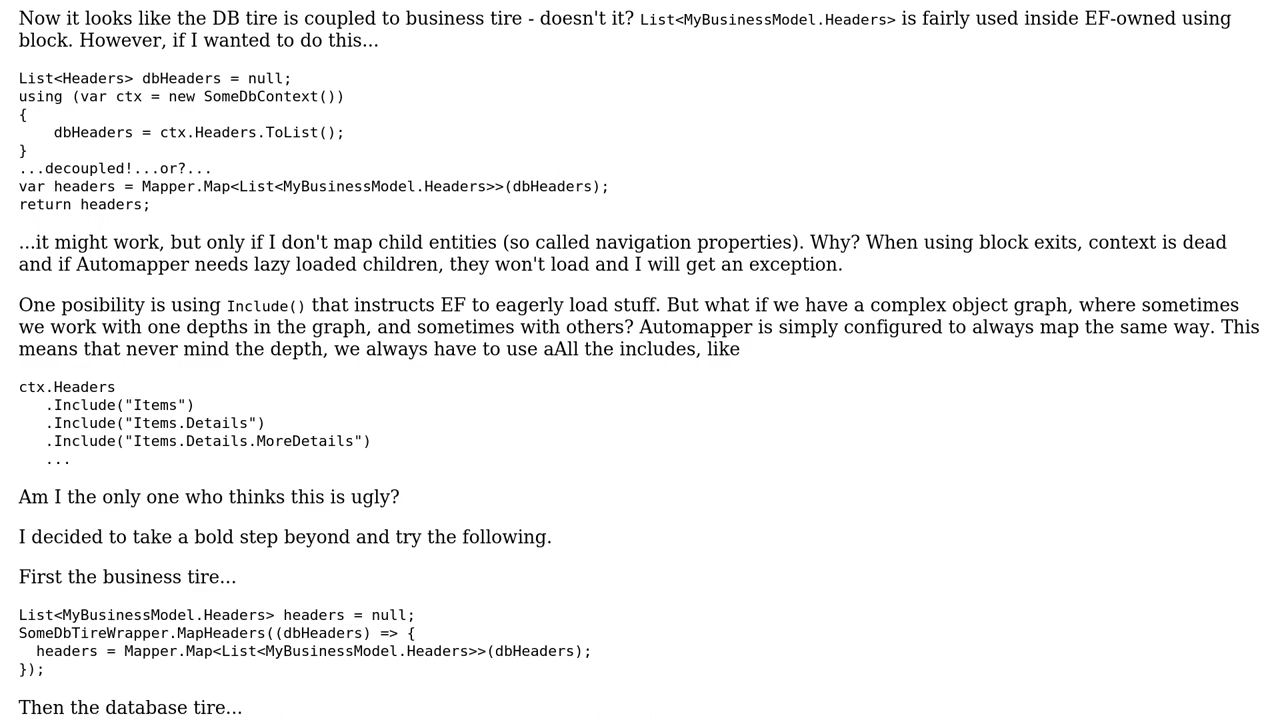 Now it looks like the DB tire is coupled to business tire - doesn't it? List<MyBusinessModel.Headers> is fairly used inside EF-owned using
block. However, if I wanted to do this...
List<Headers> dbHeaders = null;
using (var ctx = new SomeDbContext())
{
    dbHeaders = ctx.Headers.ToList();
}
...decoupled!...or?...
var headers = Mapper.Map<List<MyBusinessModel.Headers>>(dbHeaders);
return headers;
...it might work, but only if I don't map child entities (so called navigation properties). Why? When using block exits, context is dead
and if Automapper needs lazy loaded children, they won't load and I will get an exception.
One posibility is using Include() that instructs EF to eagerly load stuff. But what if we have a complex object graph, where sometimes
we work with one depths in the graph, and sometimes with others? Automapper is simply configured to always map the same way. This
means that never mind the depth, we always have to use aAll the includes, like
ctx.Headers
   .Include("Items")
   .Include("Items.Details")
   .Include("Items.Details.MoreDetails")
   ...
Am I the only one who thinks this is ugly?
I decided to take a bold step beyond and try the following.
First the business tire...
List<MyBusinessModel.Headers> headers = null;
SomeDbTireWrapper.MapHeaders((dbHeaders) => {
  headers = Mapper.Map<List<MyBusinessModel.Headers>>(dbHeaders);
});
Then the database tire...